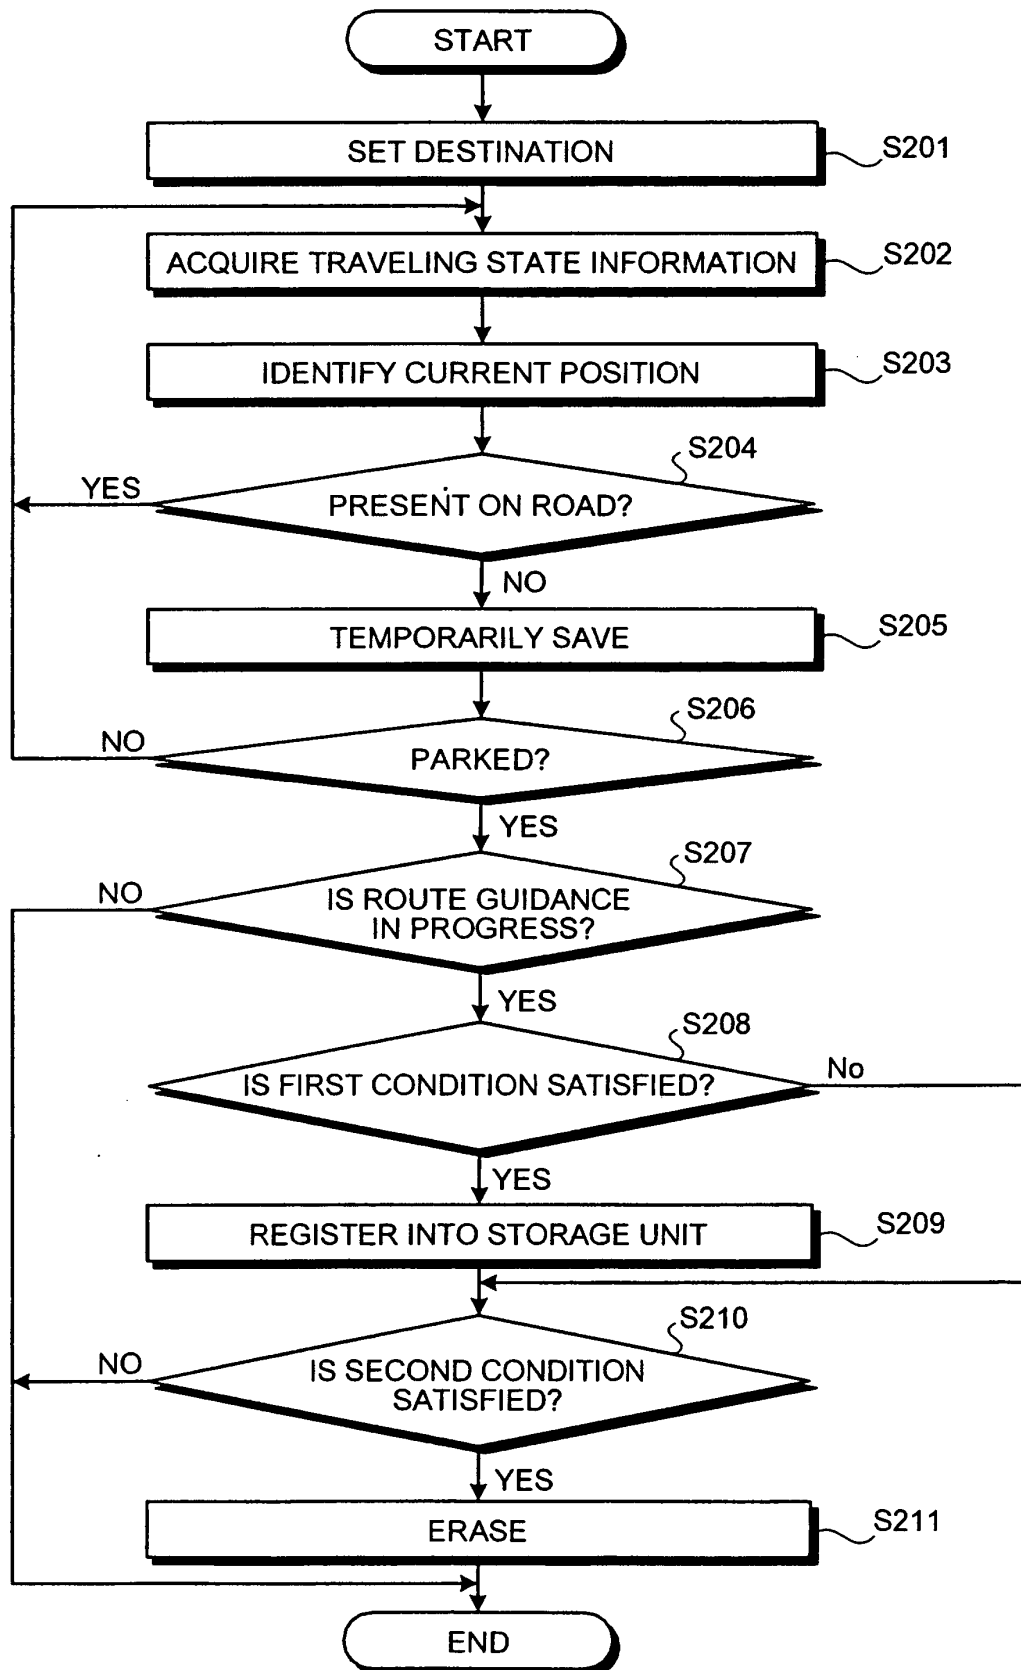 START
SET DESTINATION
S201
ACQUIRE TRAVELING STATE INFORMATION
S202
IDENTIFY CURRENT POSITION
S203
S204
YES
PRESENT ON ROAD?
NO
TEMPORARILY SAVE
S205
S206
NO
PARKED?
YES
S207
NO
IS ROUTE GUIDANCE
IN PROGRESS?
YES
S208
IS FIRST CONDITION SATISFIED?
No
YES
REGISTER INTO STORAGE UNIT
S209
S210
NO
IS SECOND CONDITION
SATISFIED?
YES
ERASE
S211
END